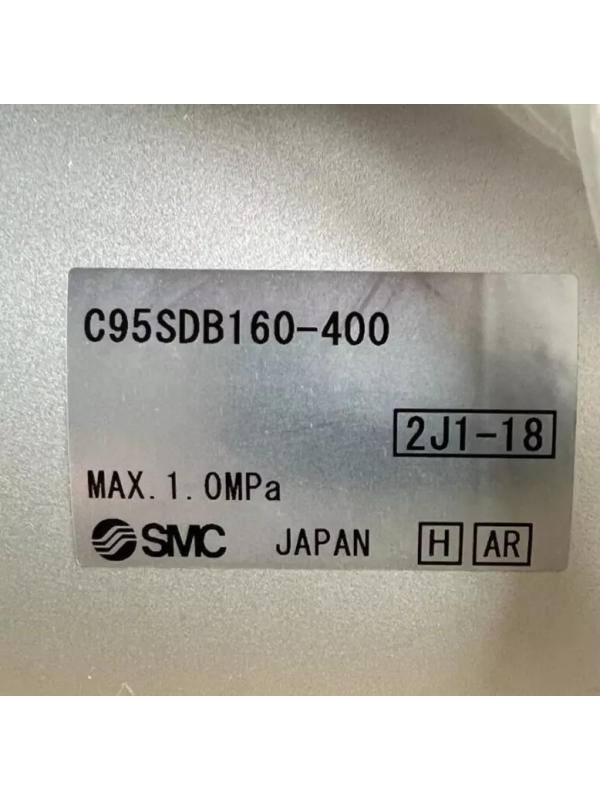 C95SDB160-400
2J1-18
MAX. 1.0MPa
SMC JAPAN H AR